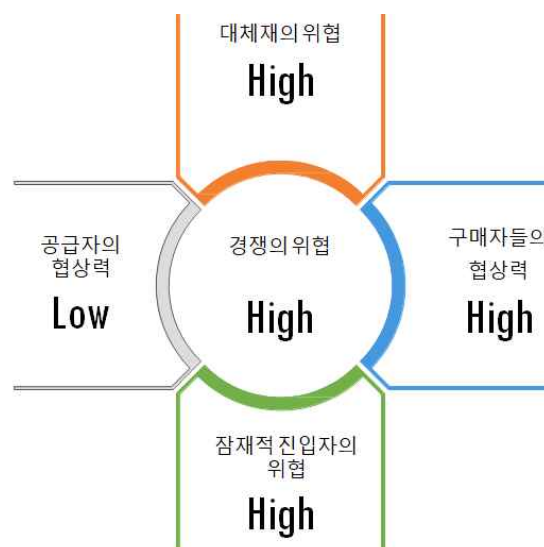 대체재의 위협
High
공급자의
협상력
Low
경쟁의 위협
High
구매자들의
협상력
High
잠재적 진입자의
위협
High